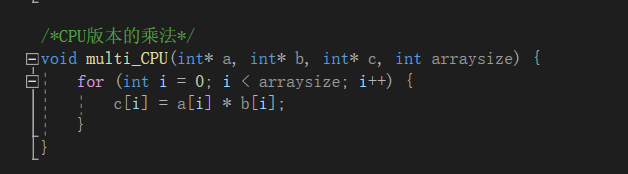 /*CPU版本的乘法*/
void multi_CPU(int* a, int* b, int* c, int arraysize) {
    for (int i = 0; i < arraysize; i++) {
        c[i] = a[i] * b[i];
    }
}